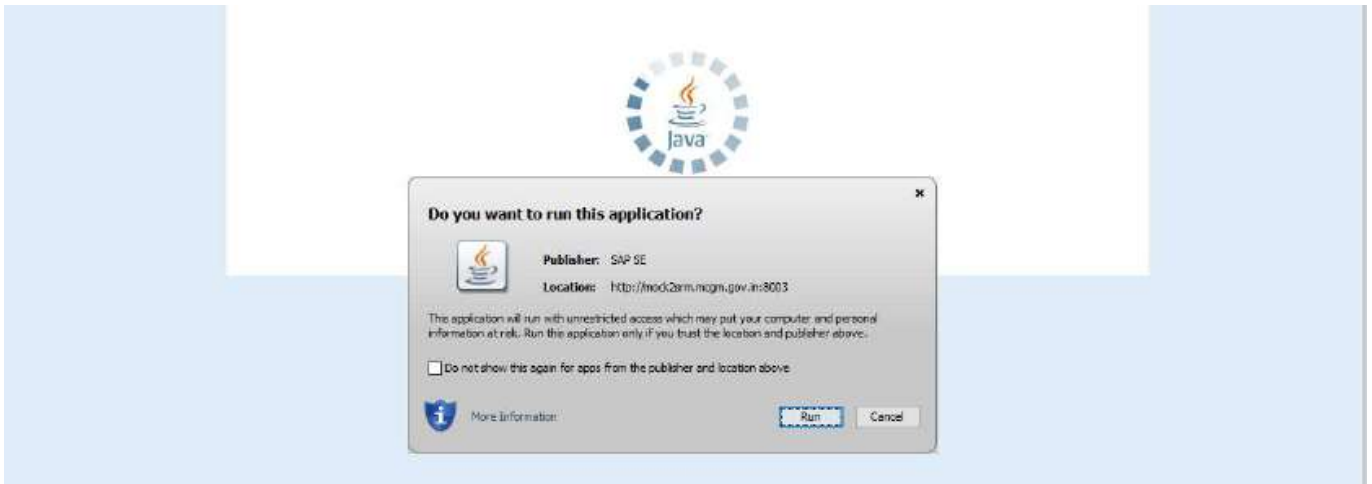 Java
Do you want to run this application?
Publisher: SAP SE
Location: http://mock2srm.mcgm.gov.in:8003
This application will run with unrestricted access which may put your computer and personal
information at risk. Run this application only if you trust the location and publisher above.
Do not show this again for apps from the publisher and location above
More Information
Run Cancel